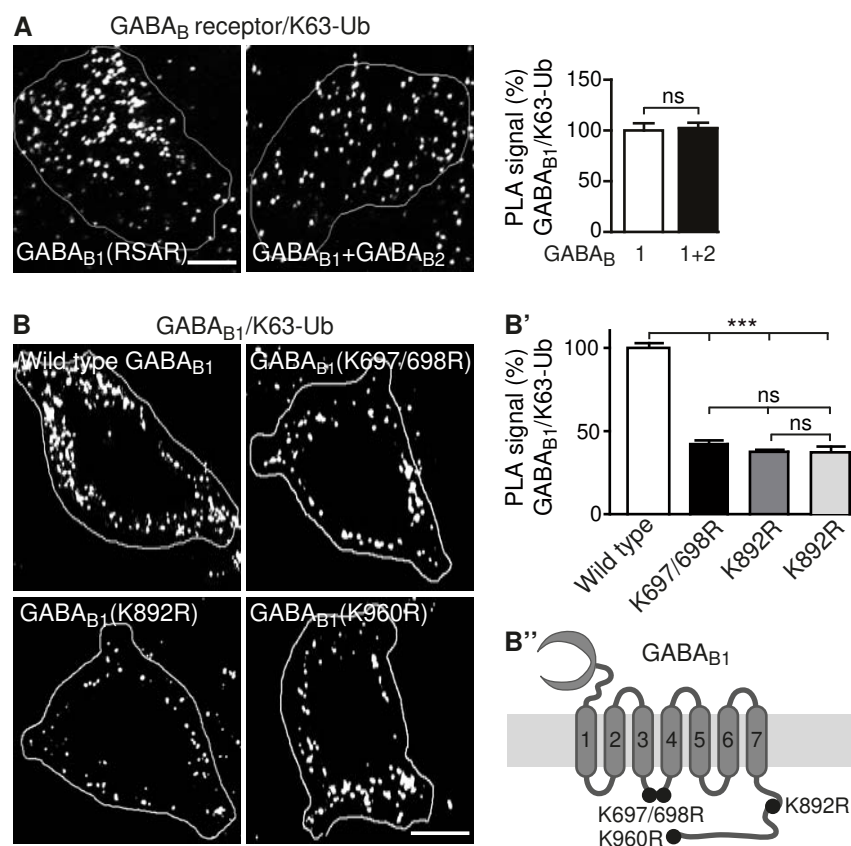 A
GABAB receptor/K63-Ub
GABAB1(RSAR)
GABAB1+GABAB2
PLA signal (%)
GABAB1/K63-Ub
150
100
50
0
ns
GABAB 1 1+2
B
GABAB1/K63-Ub
Wild type GABAB1
GABAB1(K697/698R)
GABAB1(K892R)
GABAB1(K960R)
B'
PLA signal (%)
GABAB1/K63-Ub
100
50
0
***
ns
ns
Wild type
K697/698R
K892R
K892R
B''
GABAB1
1 2 3 4 5 6 7
K697/698R
K892R
K960R